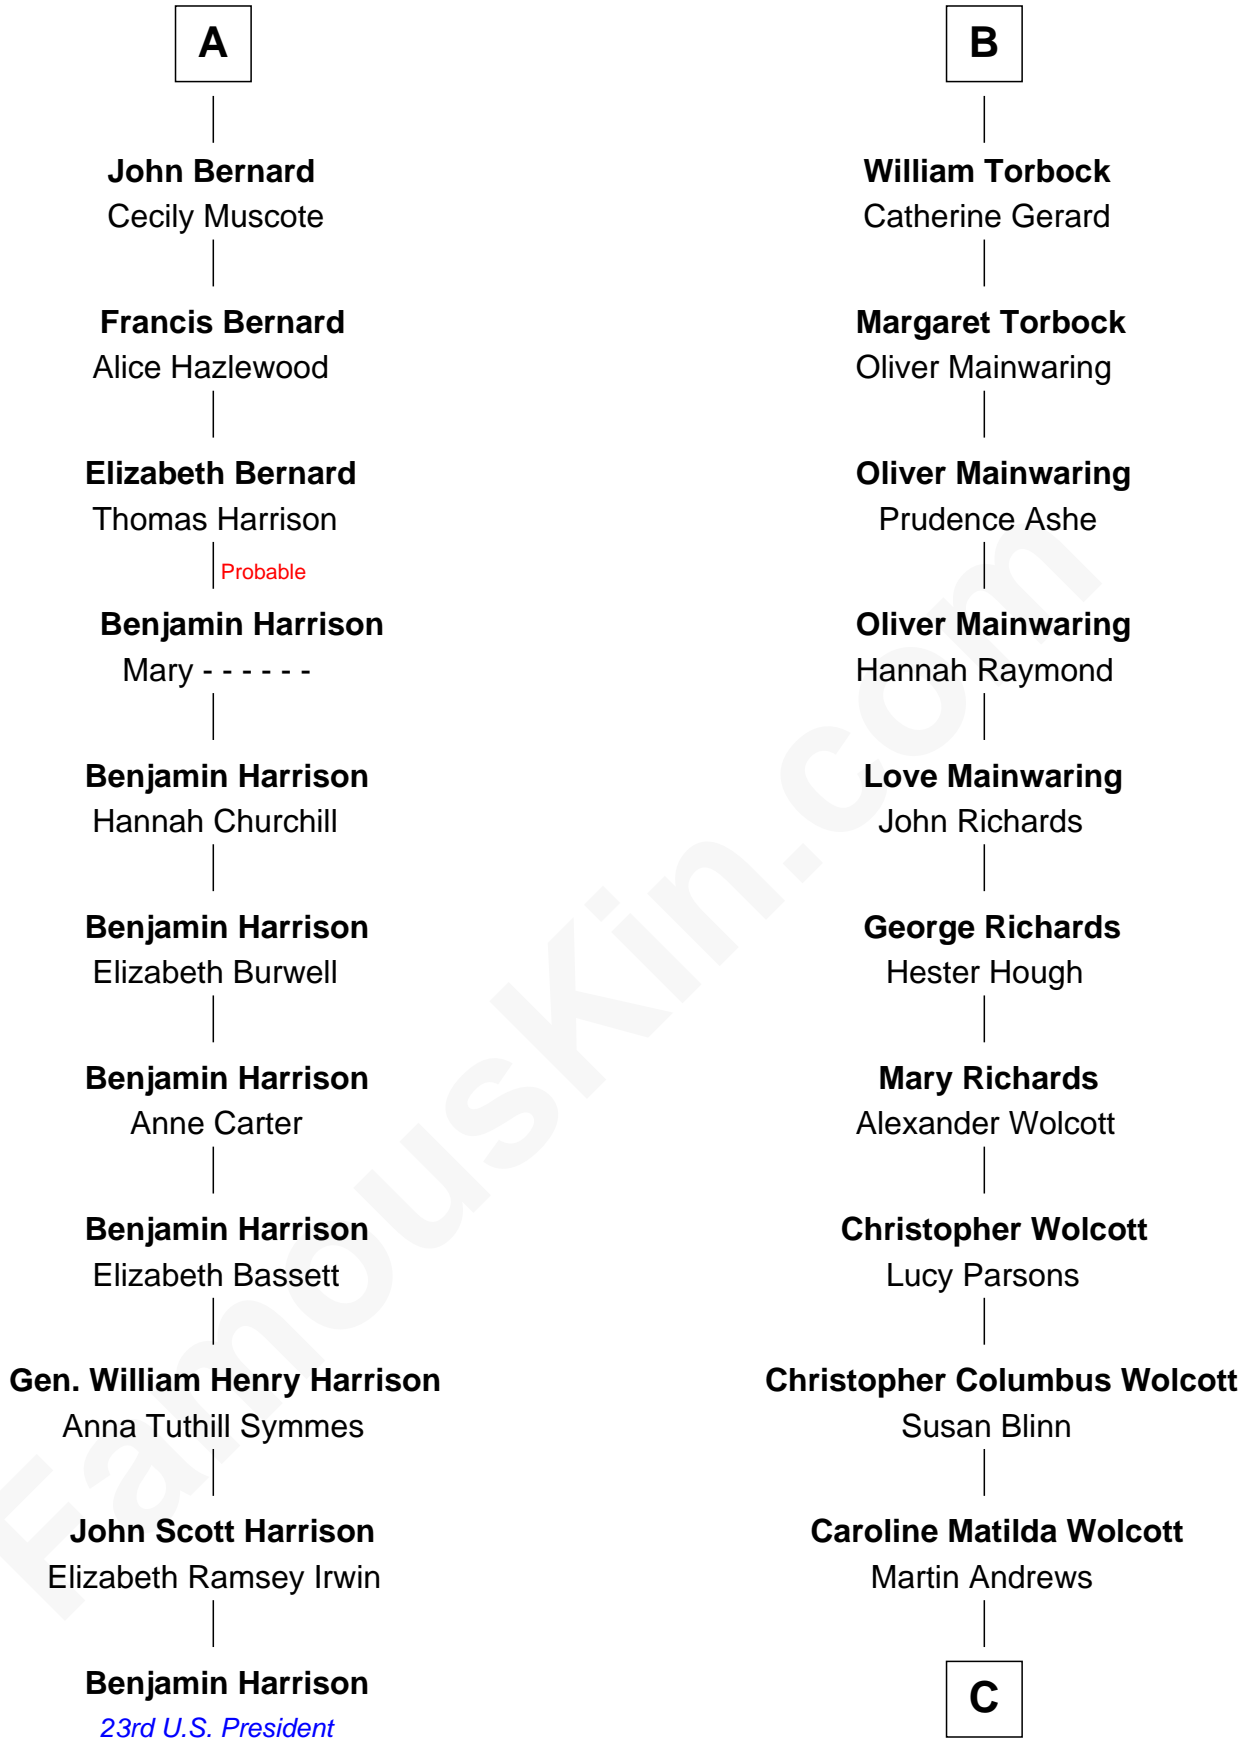 A
John Bernard
Cecily Muscote
Francis Bernard
Alice Hazlewood
Elizabeth Bernard
Thomas Harrison
Probable
Benjamin Harrison
Mary - - - - - -
Benjamin Harrison
Hannah Churchill
Benjamin Harrison
Elizabeth Burwell
Benjamin Harrison
Anne Carter
Benjamin Harrison
Elizabeth Bassett
Gen. William Henry Harrison
Anna Tuthill Symmes
John Scott Harrison
Elizabeth Ramsey Irwin
Benjamin Harrison
23rd U.S. President
B
William Torbock
Catherine Gerard
Margaret Torbock
Oliver Mainwaring
Oliver Mainwaring
Prudence Ashe
Oliver Mainwaring
Hannah Raymond
Love Mainwaring
John Richards
George Richards
Hester Hough
Mary Richards
Alexander Wolcott
Christopher Wolcott
Lucy Parsons
Christopher Columbus Wolcott
Susan Blinn
Caroline Matilda Wolcott
Martin Andrews
C
FamousKin.com